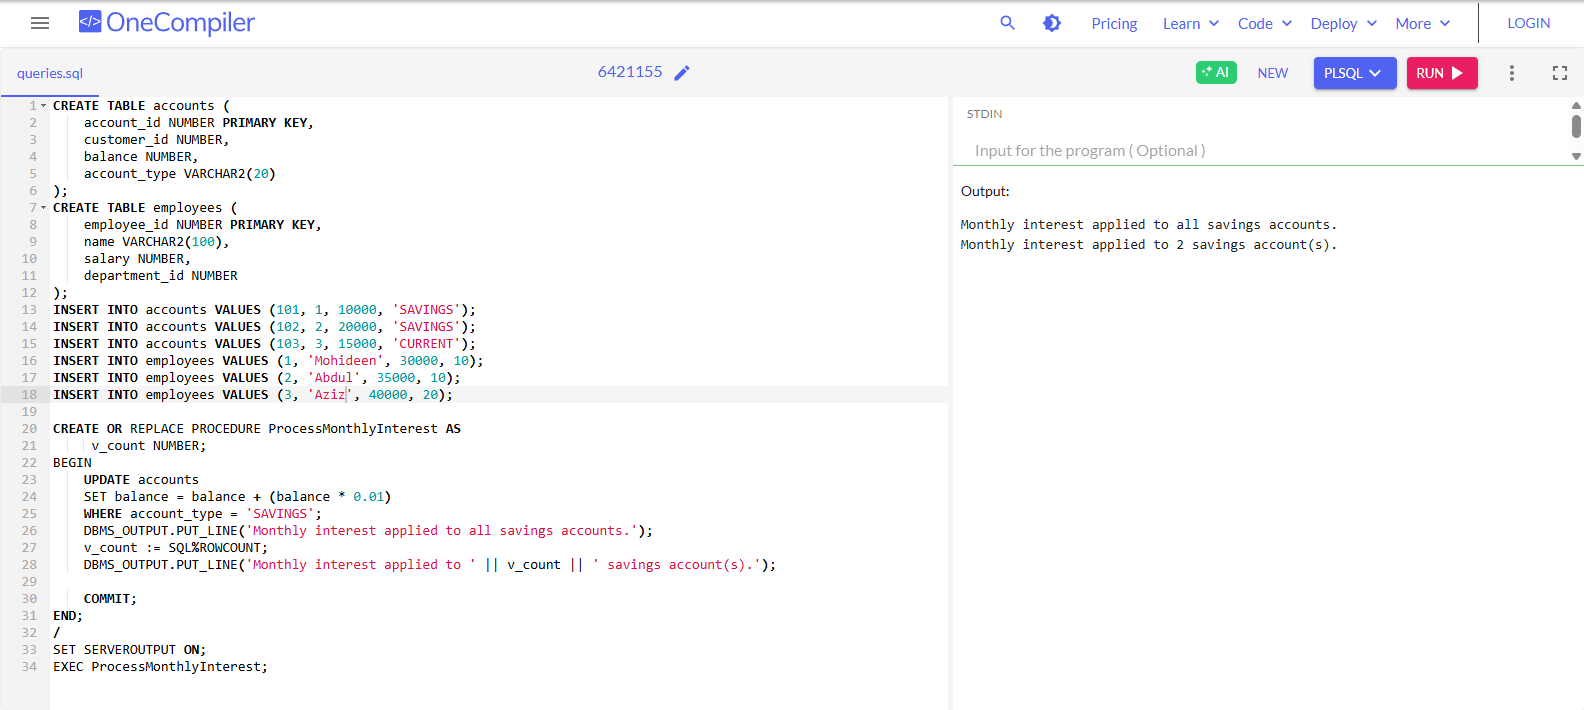 OneCompiler
Pricing Learn Code Deploy More LOGIN
queries.sql 6421155 AI NEW PLSQL RUN
1 CREATE TABLE accounts (
2     account_id NUMBER PRIMARY KEY,
3     customer_id NUMBER,
4     balance NUMBER,
5     account_type VARCHAR2(20)
6 );
7 CREATE TABLE employees (
8     employee_id NUMBER PRIMARY KEY,
9     name VARCHAR2(100),
10     salary NUMBER,
11     department_id NUMBER
12 );
13 INSERT INTO accounts VALUES (101, 1, 10000, 'SAVINGS');
14 INSERT INTO accounts VALUES (102, 2, 20000, 'SAVINGS');
15 INSERT INTO accounts VALUES (103, 3, 15000, 'CURRENT');
16 INSERT INTO employees VALUES (1, 'Mohideen', 30000, 10);
17 INSERT INTO employees VALUES (2, 'Abdul', 35000, 10);
18 INSERT INTO employees VALUES (3, 'Aziz', 40000, 20);
19
20 CREATE OR REPLACE PROCEDURE ProcessMonthlyInterest AS
21      v_count NUMBER;
22 BEGIN
23     UPDATE accounts
24     SET balance = balance + (balance * 0.01)
25     WHERE account_type = 'SAVINGS';
26     DBMS_OUTPUT.PUT_LINE('Monthly interest applied to all savings accounts.');
27     v_count := SQL%ROWCOUNT;
28     DBMS_OUTPUT.PUT_LINE('Monthly interest applied to ' || v_count || ' savings account(s).');
29
30     COMMIT;
31 END;
32 /
33 SET SERVEROUTPUT ON;
34 EXEC ProcessMonthlyInterest;
STDIN
Input for the program ( Optional )
Output:
Monthly interest applied to all savings accounts.
Monthly interest applied to 2 savings account(s).